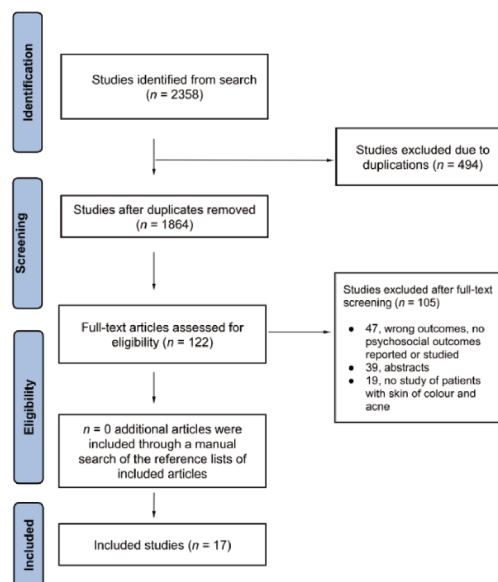 Identification
Studies identified from search
(n = 2358)
Studies excluded due to
duplications (n = 494)
Screening
Studies after duplicates removed
(n = 1864)
Full-text articles assessed for
eligibility (n = 122)
Studies excluded after full-text
screening (n = 105)
• 47, wrong outcomes, no
psychosocial outcomes
reported or studied
• 39, abstracts
• 19, no study of patients
with skin of colour and
acne
Eligibility
n = 0 additional articles were
included through a manual
search of the reference lists of
included articles
Included
Included studies (n = 17)